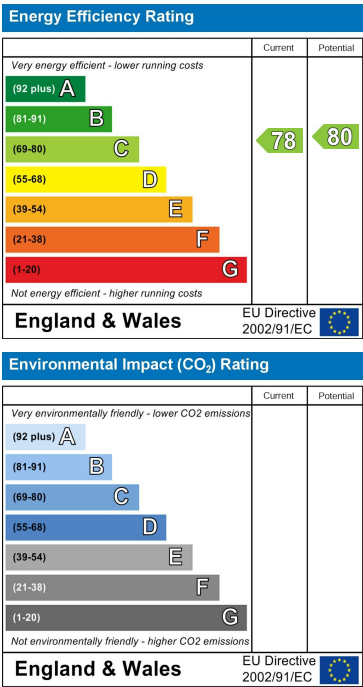 Energy Efficiency Rating
Current Potential
Very energy efficient - lower running costs
(92 plus) A
(81-91) B
(69-80) C 78 80
(55-68) D
(39-54) E
(21-38) F
(1-20) G
Not energy efficient - higher running costs
England & Wales EU Directive 2002/91/EC
Environmental Impact (CO2) Rating
Current Potential
Very environmentally friendly - lower CO2 emissions
(92 plus) A
(81-91) B
(69-80) C
(55-68) D
(39-54) E
(21-38) F
(1-20) G
Not environmentally friendly - higher CO2 emissions
England & Wales EU Directive 2002/91/EC